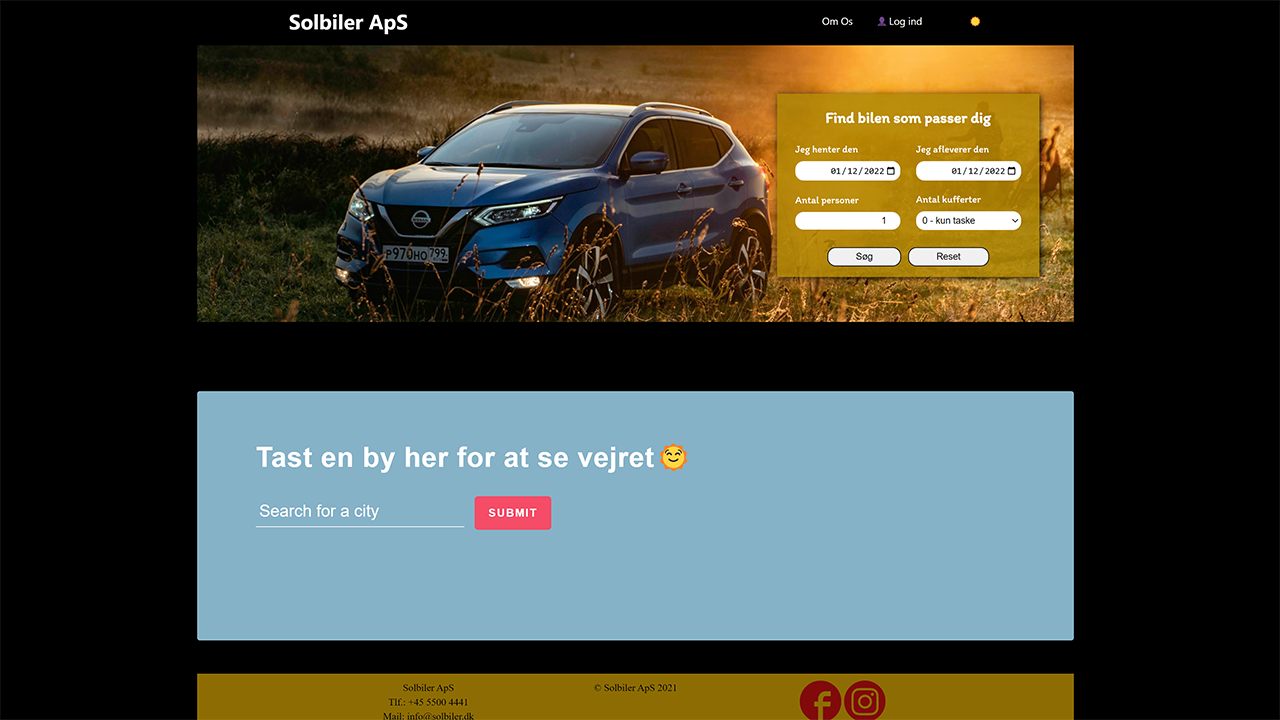 Solbiler ApS
Om Os
Log ind
Find bilen som passer dig
Jeg henter den
Jeg afleverer den
01/12/2022
01/12/2022
Antal personer
Antal kufferter
1
0 - kun taske
Søg
Reset
P970HO 799
Tast en by her for at se vejret
Search for a city
SUBMIT
Solbiler ApS
© Solbiler ApS 2021
Tlf.: +45 5500 4441
Mail: info@solbiler.dk